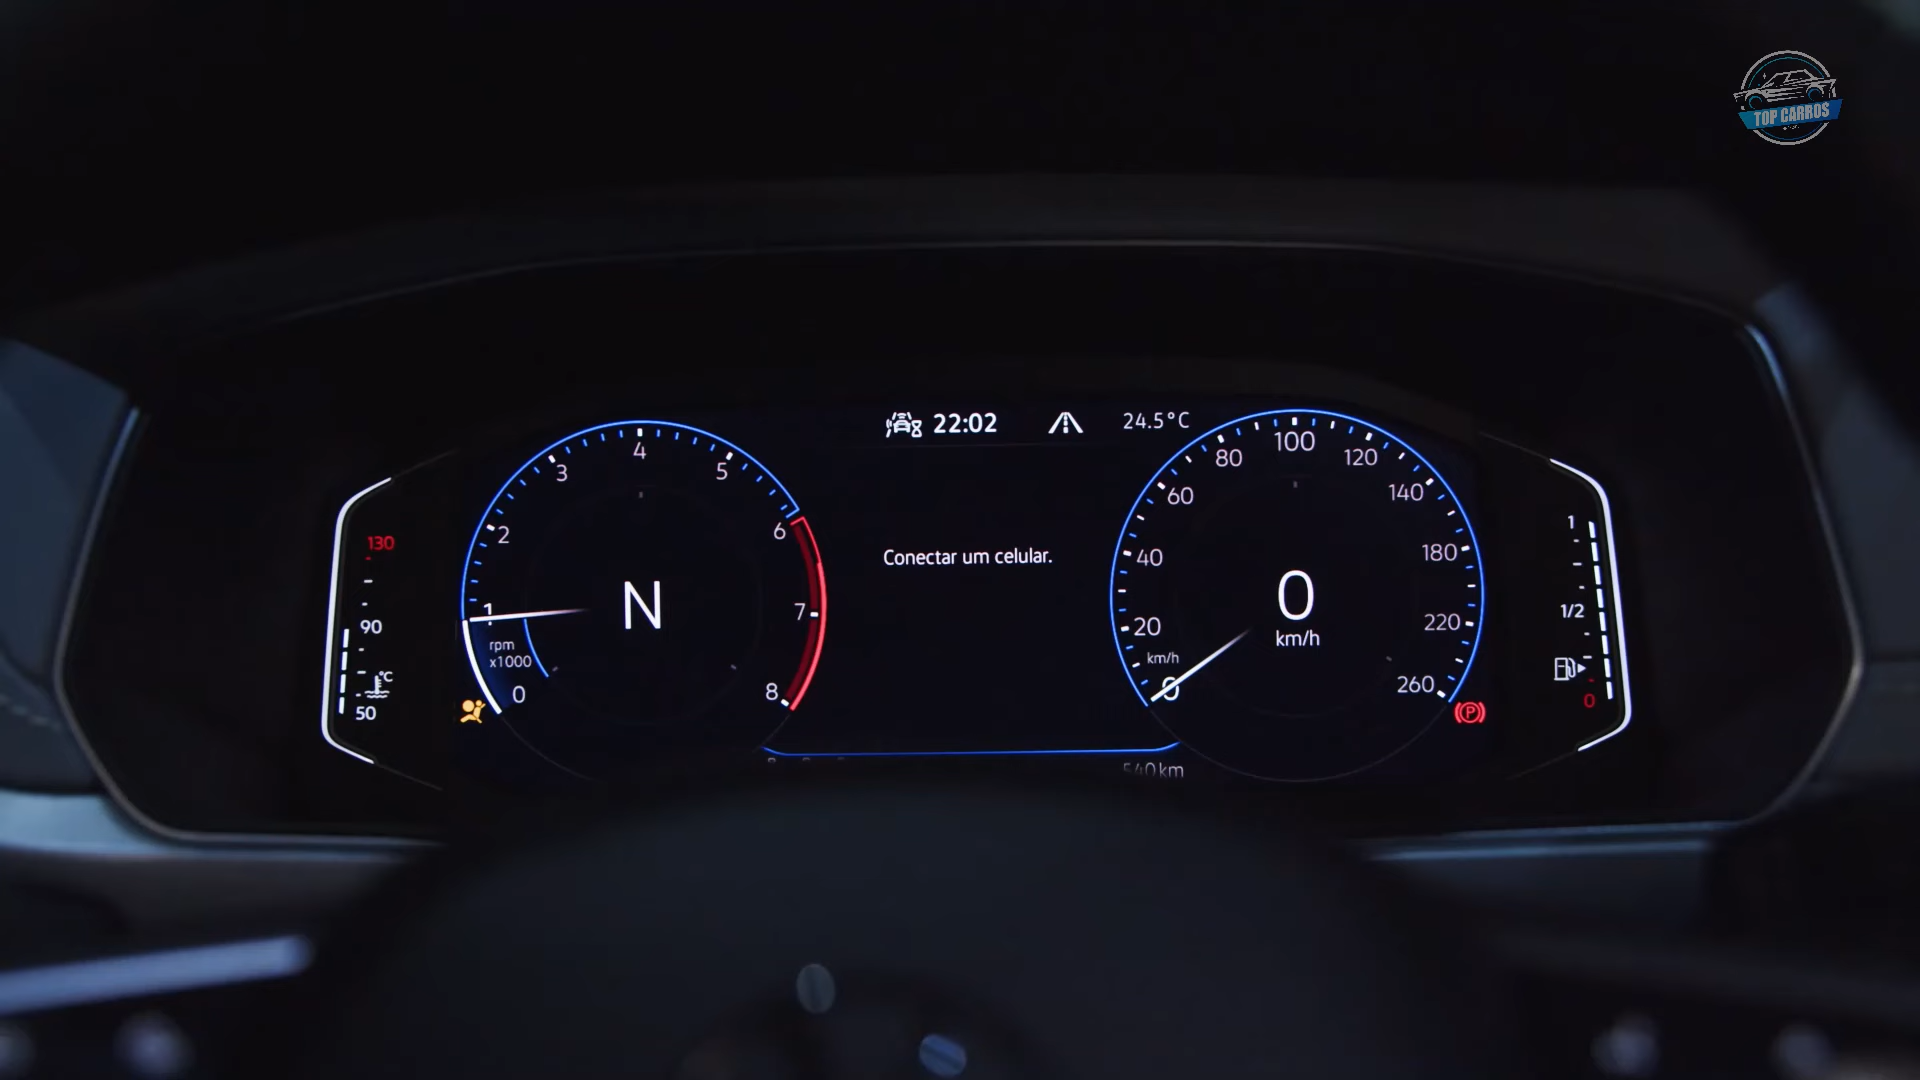 TOP CARROS
22:02
24.5°C
130
90
°C
50
0
1
2
3
4
5
6
7
8
rpm
x1000
N
Conectar um celular.
0
20
40
60
80
100
120
140
180
220
260
km/h
0
km/h
P
1
1/2
0
540 km